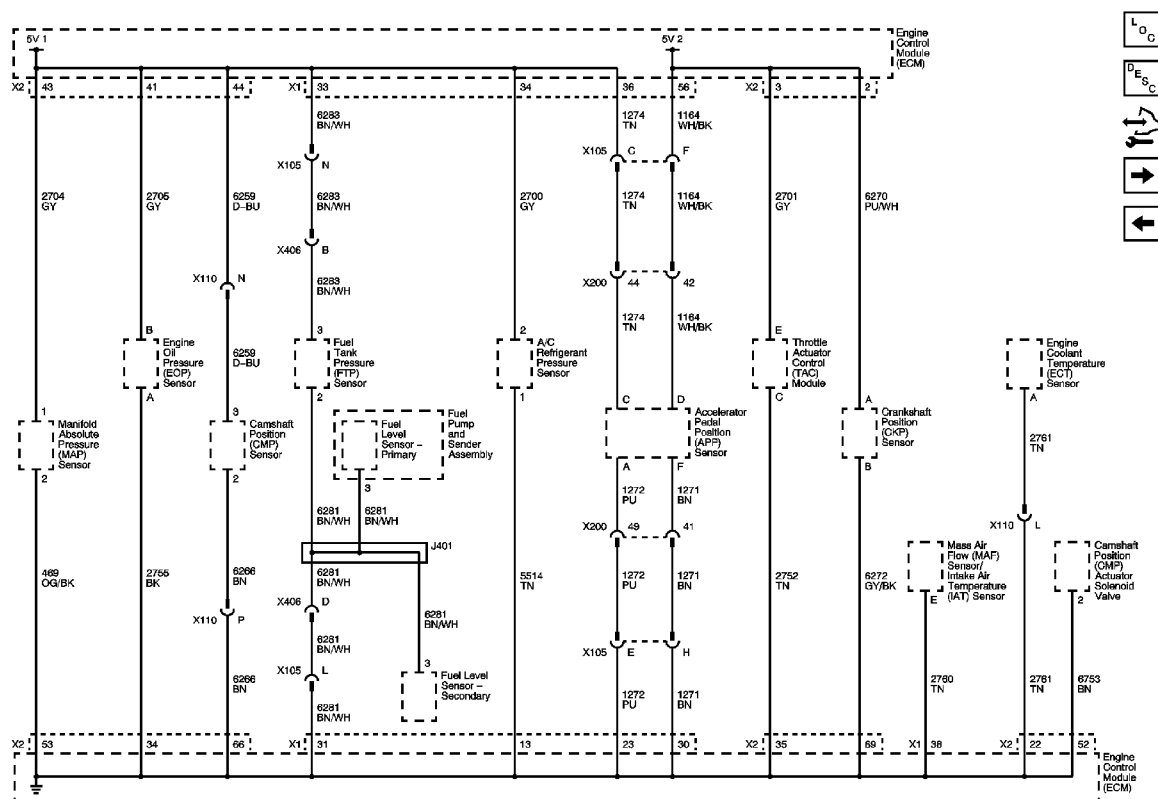 5V 1
5V 2
Engine
Control
Module
(ECM)
L O C
D E S C
X2 43 41 44 X1 33 34 36 56 X2 3 2
6283
BN/WH
1274
TN
1164
WH/BK
X105 N
X105 C F
2704
GY
2705
GY
6259
D-BU
6283
BN/WH
2700
GY
1274
TN
1164
WH/BK
2701
GY
6270
PU/WH
X406 B
X110 N
X200 44 42
6283
BN/WH
1274
TN
1164
WH/BK
B
Engine
Oil
Pressure
(EOP)
Sensor
A
6259
D-BU
3
Fuel
Tank
Pressure
(FTP)
Sensor
2
2
A/C
Refrigerant
Pressure
Sensor
1
E
Throttle
Actuator
Control
(TAC)
Module
C
Engine
Coolant
Temperature
(ECT)
Sensor
A
1
Manifold
Absolute
Pressure
(MAP)
Sensor
2
3
Camshaft
Position
(CMP)
Sensor
2
Fuel
Level
Sensor –
Primary
3
Fuel
Pump
and
Sender
Assembly
C D
Accelerator
Pedal
Position
(APP)
Sensor
A F
A
Crankshaft
Position
(CKP)
Sensor
B
2761
TN
1272
PU
1271
BN
6281
BN/WH
6281
BN/WH
X200 49 41
X110 L
J401
Mass Air
Flow (MAF)
Sensor/
Intake Air
Temperature
(IAT) Sensor
E
Camshaft
Position
(CMP)
Actuator
Solenoid
Valve
2
469
OG/BK
2755
BK
6266
BN
6281
BN/WH
5514
TN
1272
PU
1271
BN
2752
TN
6272
GY/BK
X406 D
X110 P
6281
BN/WH
6281
BN/WH
X105 L
X105 E H
3
Fuel Level
Sensor –
Secondary
6266
BN
6281
BN/WH
1272
PU
1271
BN
2760
TN
2761
TN
6753
BN
X2 53 34 66 X1 31 13 23 30 X2 35 69 X1 38 X2 22 52
Engine
Control
Module
(ECM)